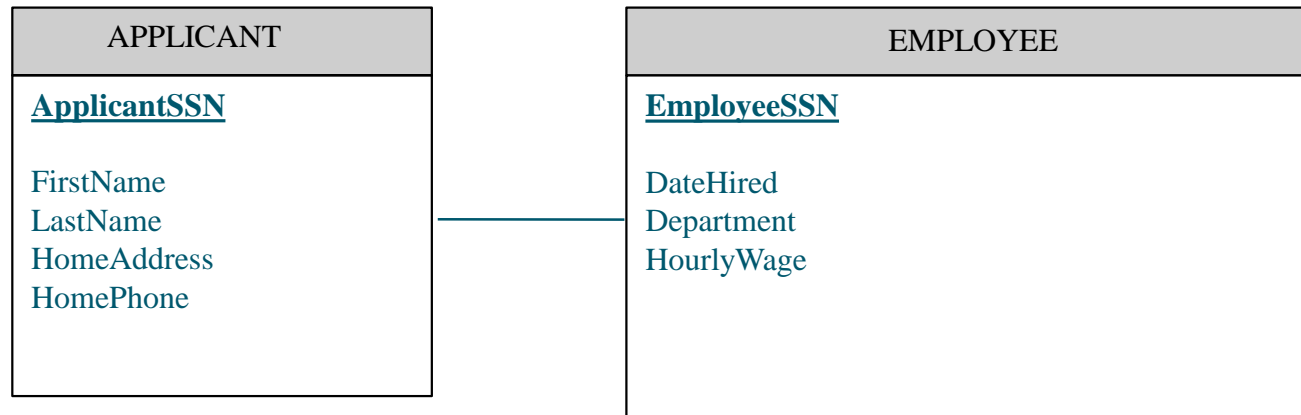 APPLICANT
ApplicantSSN
FirstName
LastName
HomeAddress
HomePhone
EMPLOYEE
EmployeeSSN
DateHired
Department
HourlyWage